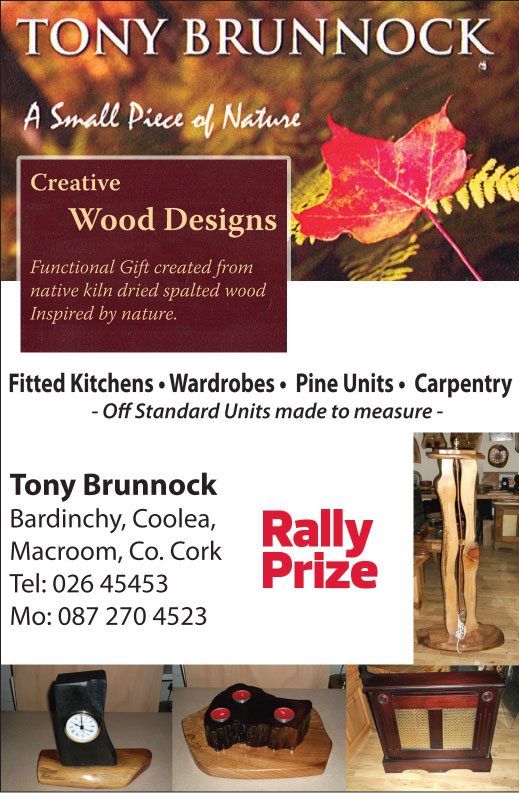 TONY BRUNNOCK
A Small Piece of Nature
Creative
Wood Designs
Functional Gift created from
native kiln dried spalted wood
Inspired by nature.
Fitted Kitchens • Wardrobes • Pine Units • Carpentry
- Off Standard Units made to measure -
Tony Brunnock
Bardinchy, Coolea,
Macroom, Co. Cork
Tel: 026 45453
Mo: 087 270 4523
Rally
Prize